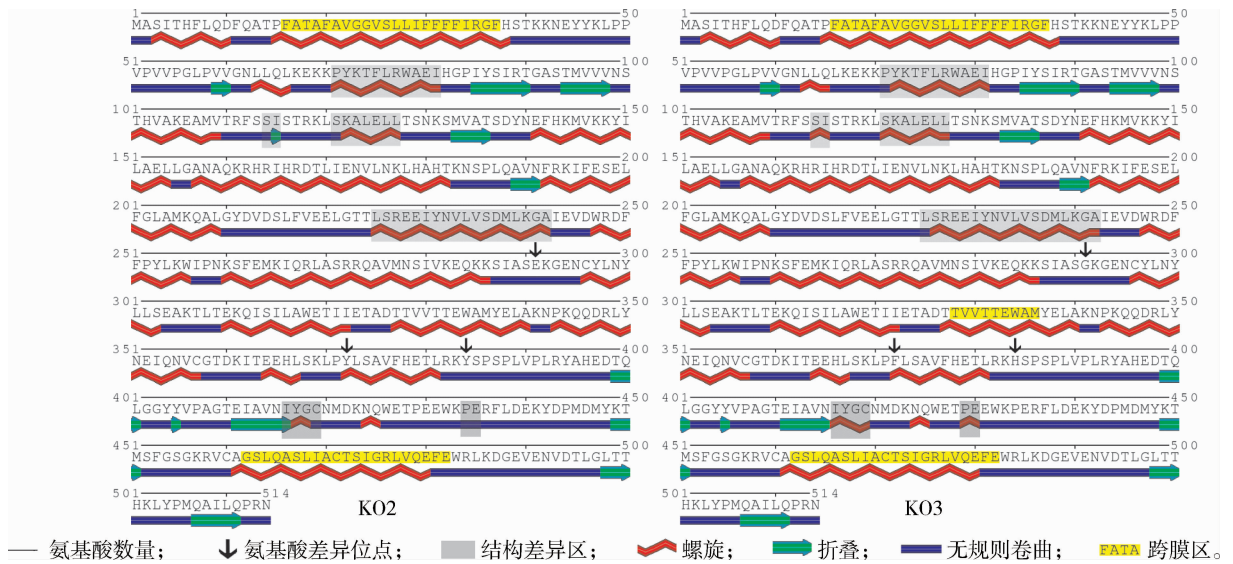 1 50
MASITHFLQDFQATPFATAFAVGGVSLLIFFFFIRGFHSTKKNEYYKLPP
51 100
VPVVPGLPVVGNLLQLKEKKPYKTFLRWAEIHGPIYSIRTGASTMVVVNS
101 150
THVAKEAMVTRFSSISTRKLSKALELLTSNKSMVATSDYNEFHKMVKKYI
151 200
LAELLGANAQKRHRIHRDTLIENVLNKLHAHTKNSPLQAVNFRKIFESEL
201 250
FGLAMKQALGYDVDSLFVEELGTTLSREEIYNVLVSDMLKGAIEVDWRDF
251 300
FPYLKWIPNKSFEMKIQRLASRRQAVMNSIVKEQKKSIASEKGENCYLNY
301 350
LLSEAKTLTEKQISILAWETIIETADTTVVTTEWAMYELAKNPKQQDRLY
351 400
NEIQNVCGTDKITEEHLSKLPYLSAVFHETLRKYSPSPLVPLRYAHEDTQ
401 450
LGGYYVPAGTEIAVNIYGCNMDKNQWETPEEWKPERFLDEKYDPMDMYKT
451 500
MSFGSGKRVCAGSLQASLIACTSIGRLVQEFEWRLKDGEVENVDTLGLTT
501 514
HKLYPMQAILQPRN
KO2
1 50
MASITHFLQDFQATPFATAFAVGGVSLLIFFFFIRGFHSTKKNEYYKLPP
51 100
VPVVPGLPVVGNLLQLKEKKPYKTFLRWAEIHGPIYSIRTGASTMVVVNS
101 150
THVAKEAMVTRFSSISTRKLSKALELLTSNKSMVATSDYNEFHKMVKKYI
151 200
LAELLGANAQKRHRIHRDTLIENVLNKLHAHTKNSPLQAVNFRKIFESEL
201 250
FGLAMKQALGYDVDSLFVEELGTTLSREEIYNVLVSDMLKGAIEVDWRDF
251 300
FPYLKWIPNKSFEMKIQRLASRRQAVMNSIVKEQKKSIASGKGENCYLNY
301 350
LLSEAKTLTEKQISILAWETIIETADTTVVTTEWAMYELAKNPKQQDRLY
351 400
NEIQNVCGTDKITEEHLSKLPFLSAVFHETLRKHSPSPLVPLRYAHEDTQ
401 450
LGGYYVPAGTEIAVNIYGCNMDKNQWETPEEWKPERFLDEKYDPMDMYKT
451 500
MSFGSGKRVCAGSLQASLIACTSIGRLVQEFEWRLKDGEVENVDTLGLTT
501 514
HKLYPMQAILQPRN
KO3
氨基酸数量; 氨基酸差异位点; 结构差异区; 螺旋; 折叠; 无规则卷曲; FATA 跨膜区。